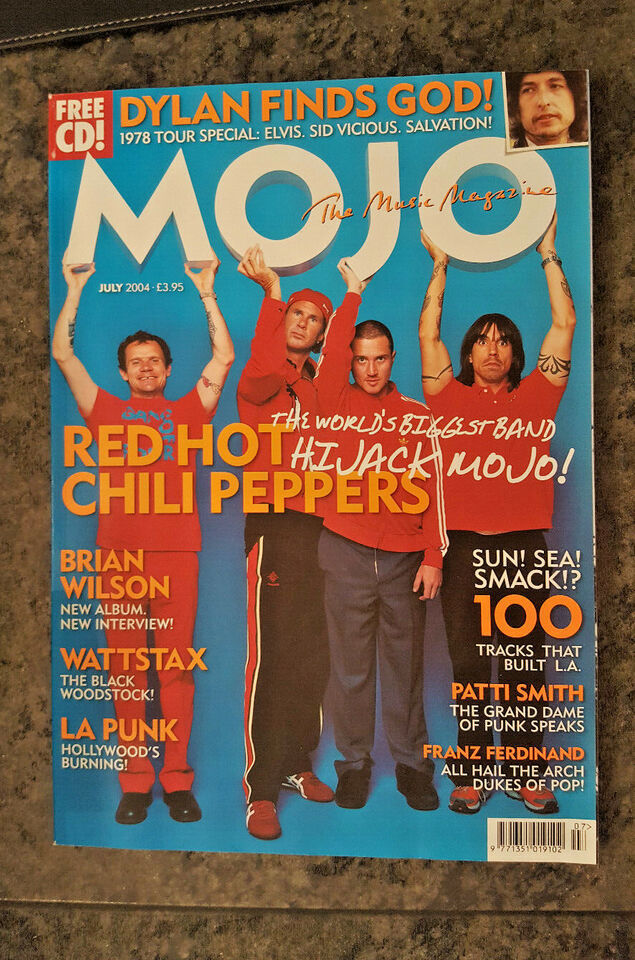 FREE
CD!
DYLAN FINDS GOD!
1978 TOUR SPECIAL: ELVIS. SID VICIOUS. SALVATION!
MOJO
The Music Magazine
JULY 2004 · £3.95
THE WORLD'S BIGGEST BAND
HIJACK MOJO!
RED HOT
CHILI PEPPERS
BRIAN
WILSON
NEW ALBUM.
NEW INTERVIEW!
WATTSTAX
THE BLACK
WOODSTOCK!
LA PUNK
HOLLYWOOD'S
BURNING!
SUN! SEA!
SMACK!?
100
TRACKS THAT
BUILT L.A.
PATTI SMITH
THE GRAND DAME
OF PUNK SPEAKS
FRANZ FERDINAND
ALL HAIL THE ARCH
DUKES OF POP!
07>
9 771351 019102